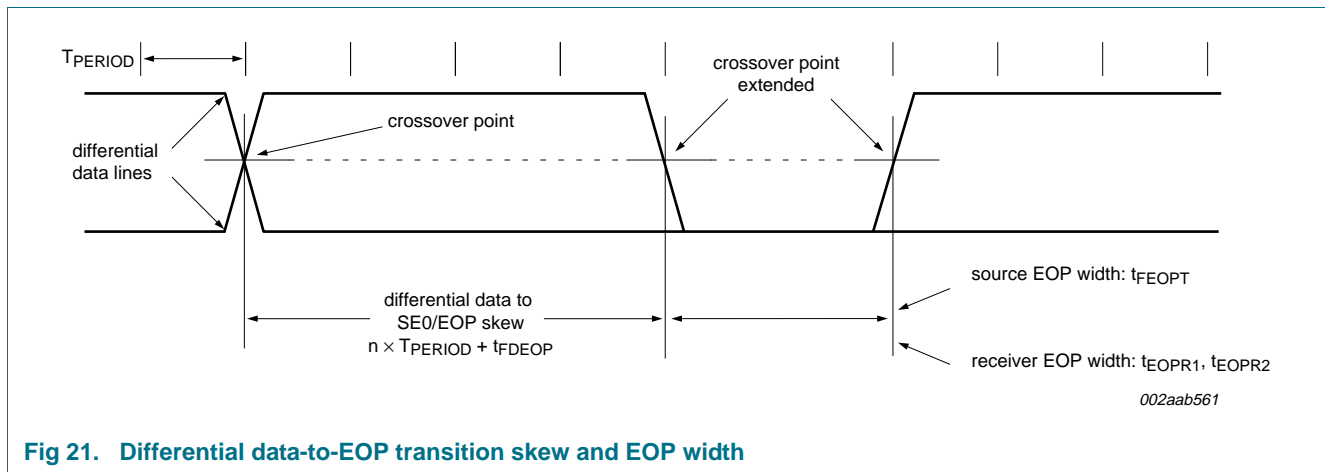 TPERIOD
crossover point
extended
crossover point
differential
data lines
source EOP width: tFEOPT
differential data to
SE0/EOP skew
n × TPERIOD + tFDEOP
receiver EOP width: tEOPR1, tEOPR2
002aab561
Fig 21. Differential data-to-EOP transition skew and EOP width